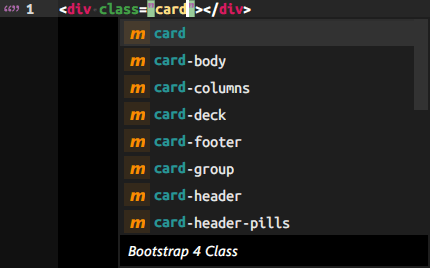 “” 1 <div class="card"></div>
m card
m card-body
m card-columns
m card-deck
m card-footer
m card-group
m card-header
m card-header-pills
Bootstrap 4 Class